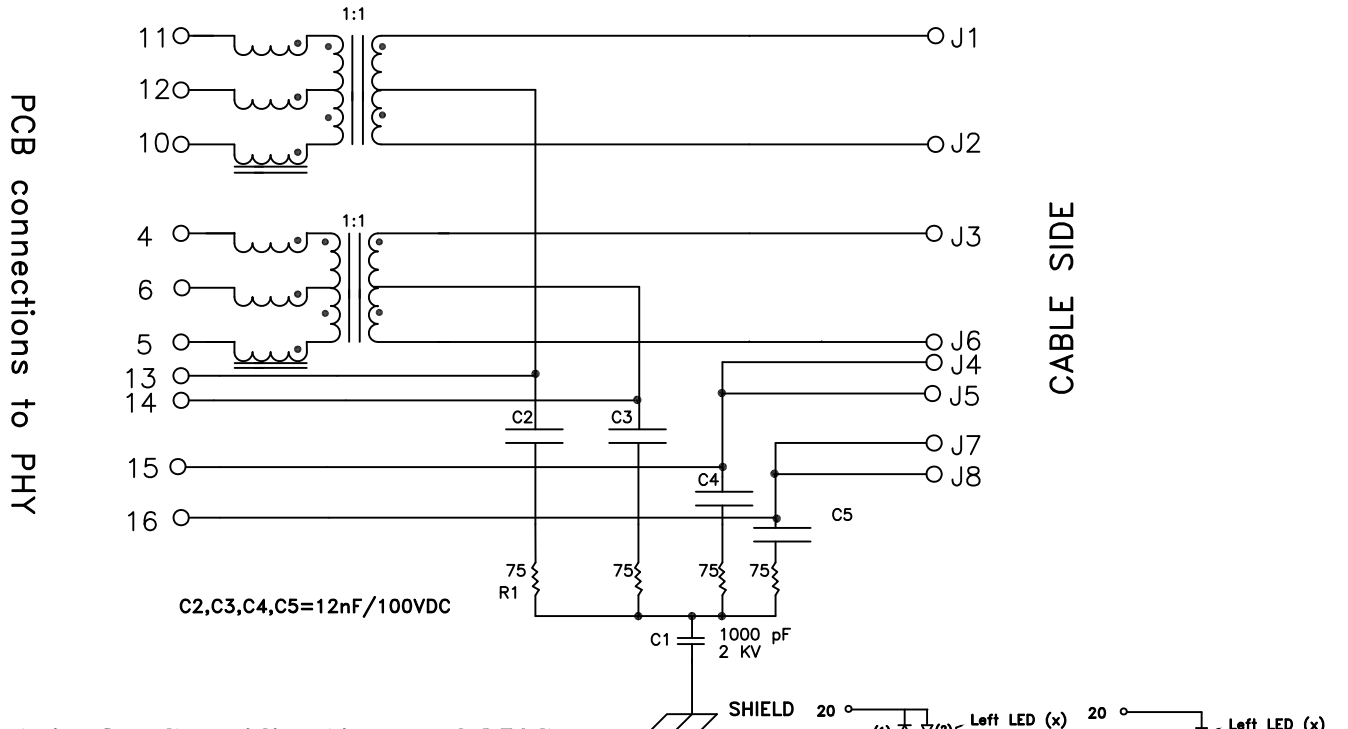 1:1
11
J1
12
10
J2
PCB connections to PHY
1:1
4
J3
6
CABLE SIDE
5
J6
J4
13
J5
14
C2
C3
J7
15
J8
C4
16
C5
75
75
75
75
R1
C2,C3,C4,C5=12nF/100VDC
C1
1000 pF
2 KV
SHIELD
20
Left LED (x)
20
Left LED (x)